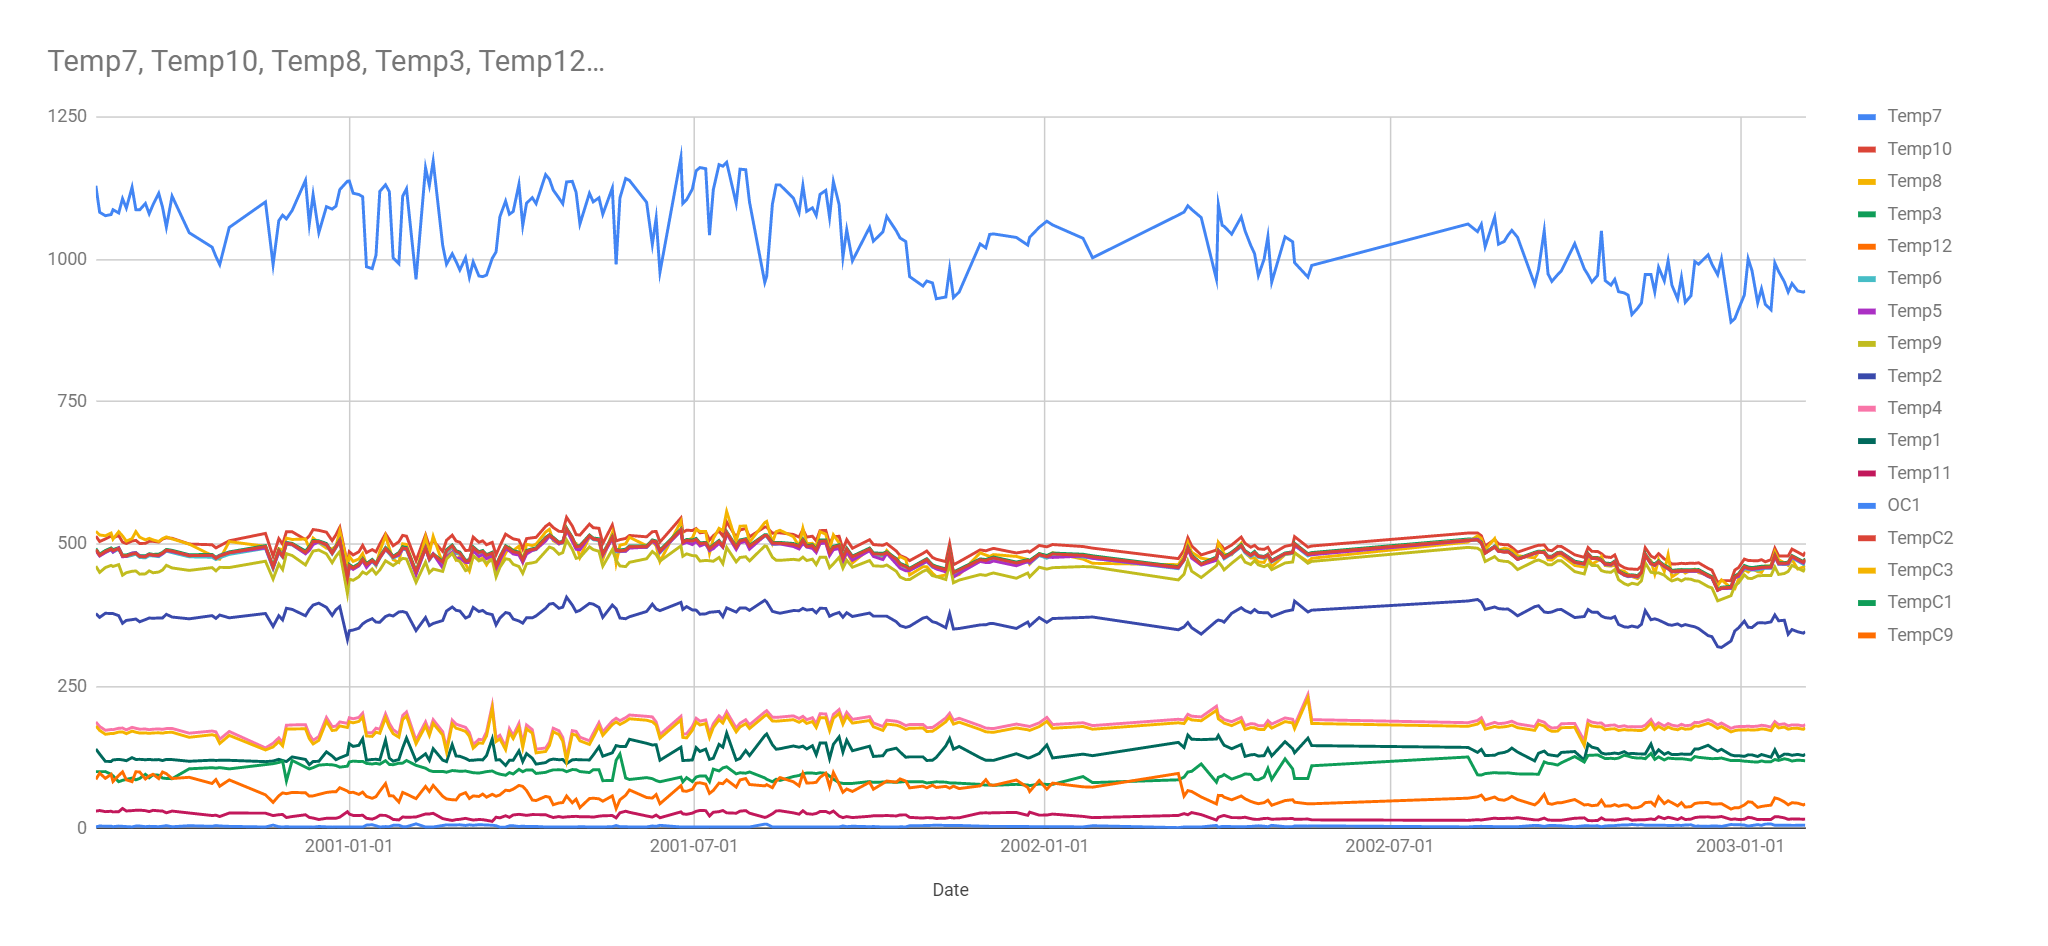 Temp7, Temp10, Temp8, Temp3, Temp12...
1250
1000
750
500
250
0
2001-01-01
2001-07-01
2002-01-01
2002-07-01
2003-01-01
Date
Temp7
Temp10
Temp8
Temp3
Temp12
Temp6
Temp5
Temp9
Temp2
Temp4
Temp1
Temp11
OC1
TempC2
TempC3
TempC1
TempC9